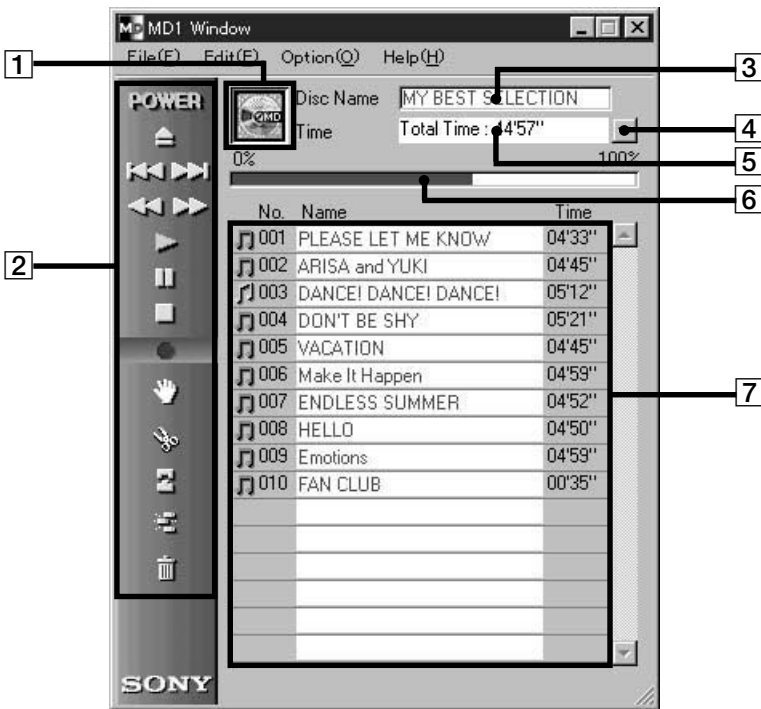 MD MD1 Window
File(F) Edit(E) Option(O) Help(H)
1
3
POWER
MD
Disc Name MY BEST SELECTION
Time Total Time : 44'57"
4
5
0% 100%
6
No. Name Time
2
001 PLEASE LET ME KNOW 04'33"
002 ARISA and YUKI 04'45"
003 DANCE! DANCE! DANCE! 05'12"
004 DON'T BE SHY 05'21"
005 VACATION 04'45"
006 Make It Happen 04'59"
7
007 ENDLESS SUMMER 04'52"
008 HELLO 04'50"
009 Emotions 04'59"
010 FAN CLUB 00'35"
SONY